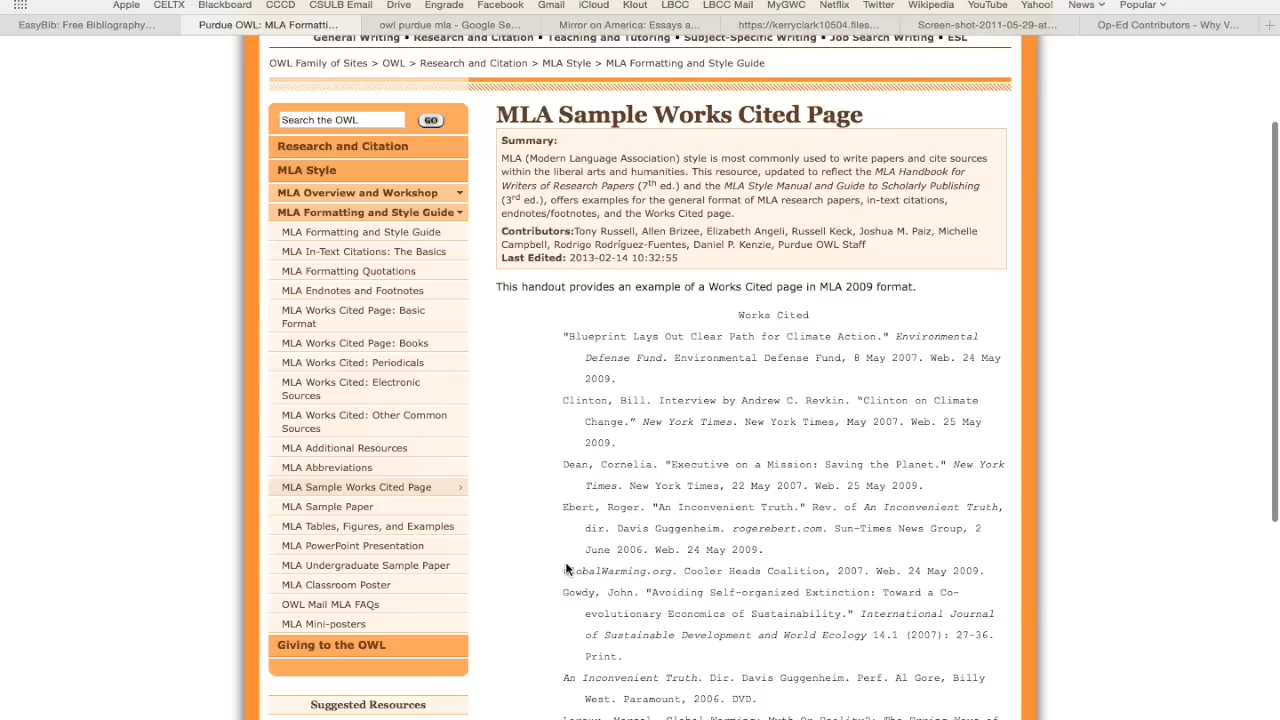 Apple CELTX Blackboard CCCD CSULB Email Drive Engrade Facebook Gmail iCloud Klout LBCC LBCC Mail MyGWC Netflix Twitter Wikipedia YouTube Yahoo! News Popular
EasyBib: Free Bibliography... Purdue OWL: MLA Formatti... owl purdue mla - Google Se... Mirror on America: Essays a... https://kerryclark10504.files... Screen-shot-2011-05-29-at... Op-Ed Contributors - Why V...
General Writing • Research and Citation • Teaching and Tutoring • Subject-Specific Writing • Job Search Writing • ESL
OWL Family of Sites > OWL > Research and Citation > MLA Style > MLA Formatting and Style Guide
Search the OWL GO
Research and Citation
MLA Style
MLA Overview and Workshop
MLA Formatting and Style Guide
MLA Formatting and Style Guide
MLA In-Text Citations: The Basics
MLA Formatting Quotations
MLA Endnotes and Footnotes
MLA Works Cited Page: Basic
Format
MLA Works Cited Page: Books
MLA Works Cited: Periodicals
MLA Works Cited: Electronic
Sources
MLA Works Cited: Other Common
Sources
MLA Additional Resources
MLA Abbreviations
MLA Sample Works Cited Page ›
MLA Sample Paper
MLA Tables, Figures, and Examples
MLA PowerPoint Presentation
MLA Undergraduate Sample Paper
MLA Classroom Poster
OWL Mail MLA FAQs
MLA Mini-posters
Giving to the OWL
Suggested Resources
MLA Sample Works Cited Page
Summary:
MLA (Modern Language Association) style is most commonly used to write papers and cite sources
within the liberal arts and humanities. This resource, updated to reflect the MLA Handbook for
Writers of Research Papers (7th ed.) and the MLA Style Manual and Guide to Scholarly Publishing
(3rd ed.), offers examples for the general format of MLA research papers, in-text citations,
endnotes/footnotes, and the Works Cited page.
Contributors:Tony Russell, Allen Brizee, Elizabeth Angeli, Russell Keck, Joshua M. Paiz, Michelle
Campbell, Rodrigo Rodríguez-Fuentes, Daniel P. Kenzie, Purdue OWL Staff
Last Edited: 2013-02-14 10:32:55
This handout provides an example of a Works Cited page in MLA 2009 format.
Works Cited
"Blueprint Lays Out Clear Path for Climate Action." Environmental
Defense Fund. Environmental Defense Fund, 8 May 2007. Web. 24 May
2009.
Clinton, Bill. Interview by Andrew C. Revkin. “Clinton on Climate
Change.” New York Times. New York Times, May 2007. Web. 25 May
2009.
Dean, Cornelia. "Executive on a Mission: Saving the Planet." New York
Times. New York Times, 22 May 2007. Web. 25 May 2009.
Ebert, Roger. "An Inconvenient Truth." Rev. of An Inconvenient Truth,
dir. Davis Guggenheim. rogerebert.com. Sun-Times News Group, 2
June 2006. Web. 24 May 2009.
GlobalWarming.org. Cooler Heads Coalition, 2007. Web. 24 May 2009.
Gowdy, John. "Avoiding Self-organized Extinction: Toward a Co-
evolutionary Economics of Sustainability." International Journal
of Sustainable Development and World Ecology 14.1 (2007): 27-36.
Print.
An Inconvenient Truth. Dir. Davis Guggenheim. Perf. Al Gore, Billy
West. Paramount, 2006. DVD.